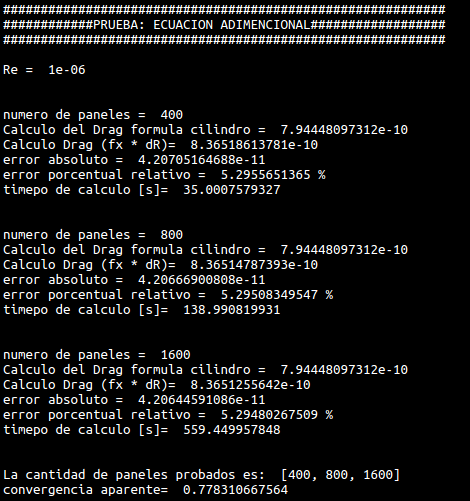 ###########################################################
############PRUEBA: ECUACION ADIMENCIONAL##################
###########################################################
Re =  1e-06
numero de paneles =  400
Calculo del Drag formula cilindro =  7.94448097312e-10
Calculo Drag (fx * dR)=  8.36518613781e-10
error absoluto =  4.20705164688e-11
error porcentual relativo =  5.2955651365 %
timepo de calculo [s]=  35.0007579327
numero de paneles =  800
Calculo del Drag formula cilindro =  7.94448097312e-10
Calculo Drag (fx * dR)=  8.36514787393e-10
error absoluto =  4.20666900808e-11
error porcentual relativo =  5.29508349547 %
timepo de calculo [s]=  138.990819931
numero de paneles =  1600
Calculo del Drag formula cilindro =  7.94448097312e-10
Calculo Drag (fx * dR)=  8.3651255642e-10
error absoluto =  4.20644591086e-11
error porcentual relativo =  5.29480267509 %
timepo de calculo [s]=  559.449957848
La cantidad de paneles probados es:  [400, 800, 1600]
convergencia aparente=  0.778310667564